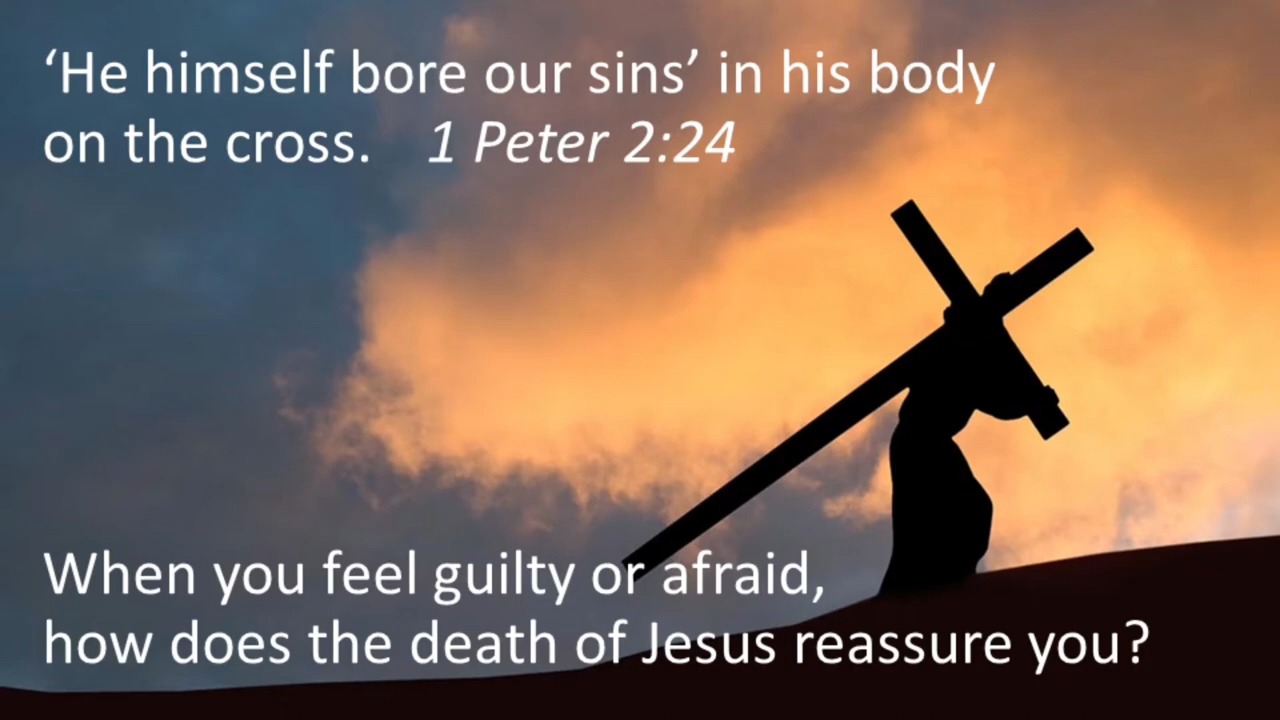 ‘He himself bore our sins’ in his body
on the cross. 1 Peter 2:24
When you feel guilty or afraid,
how does the death of Jesus reassure you?